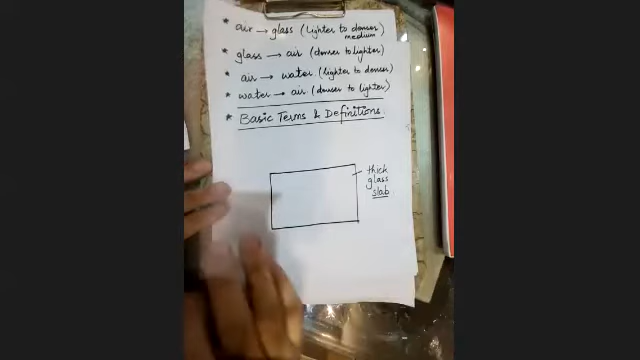 * air → glass (lighter to denser
medium)
* glass → air (denser to lighter)
* air → water (lighter to denser)
* water → air (denser to lighter)
* Basic Terms & Definitions.
thick
glass
slab